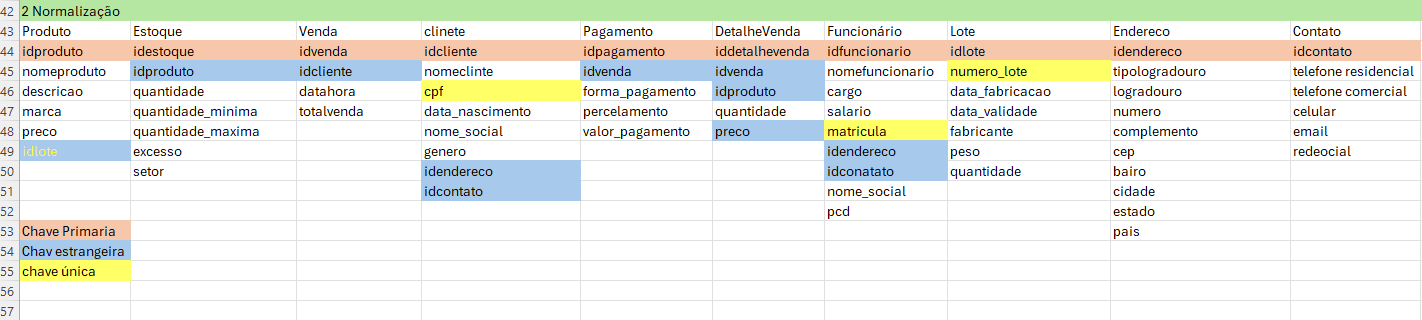 42 2 Normalização
43 Produto Estoque Venda clinete Pagamento DetalheVenda Funcionário Lote Endereco Contato
44 idproduto idestoque idvenda idcliente idpagamento iddetalhevenda idfuncionario idlote idendereco idcontato
45 nomeproduto idproduto idcliente nomeclinte idvenda idvenda nomefuncionario numero_lote tipologradouro telefone residencial
46 descricao quantidade datahora cpf forma_pagamento idproduto cargo data_fabricacao logradouro telefone comercial
47 marca quantidade_minima totalvenda data_nascimento percelamento quantidade salario data_validade numero celular
48 preco quantidade_maxima nome_social valor_pagamento preco matricula fabricante complemento email
49 idlote excesso genero idendereco peso cep redeocial
50 setor idendereco idconatato quantidade bairo
51 idcontato nome_social cidade
52 pcd estado
53 Chave Primaria pais
54 Chav estrangeira
55 chave única
56
57